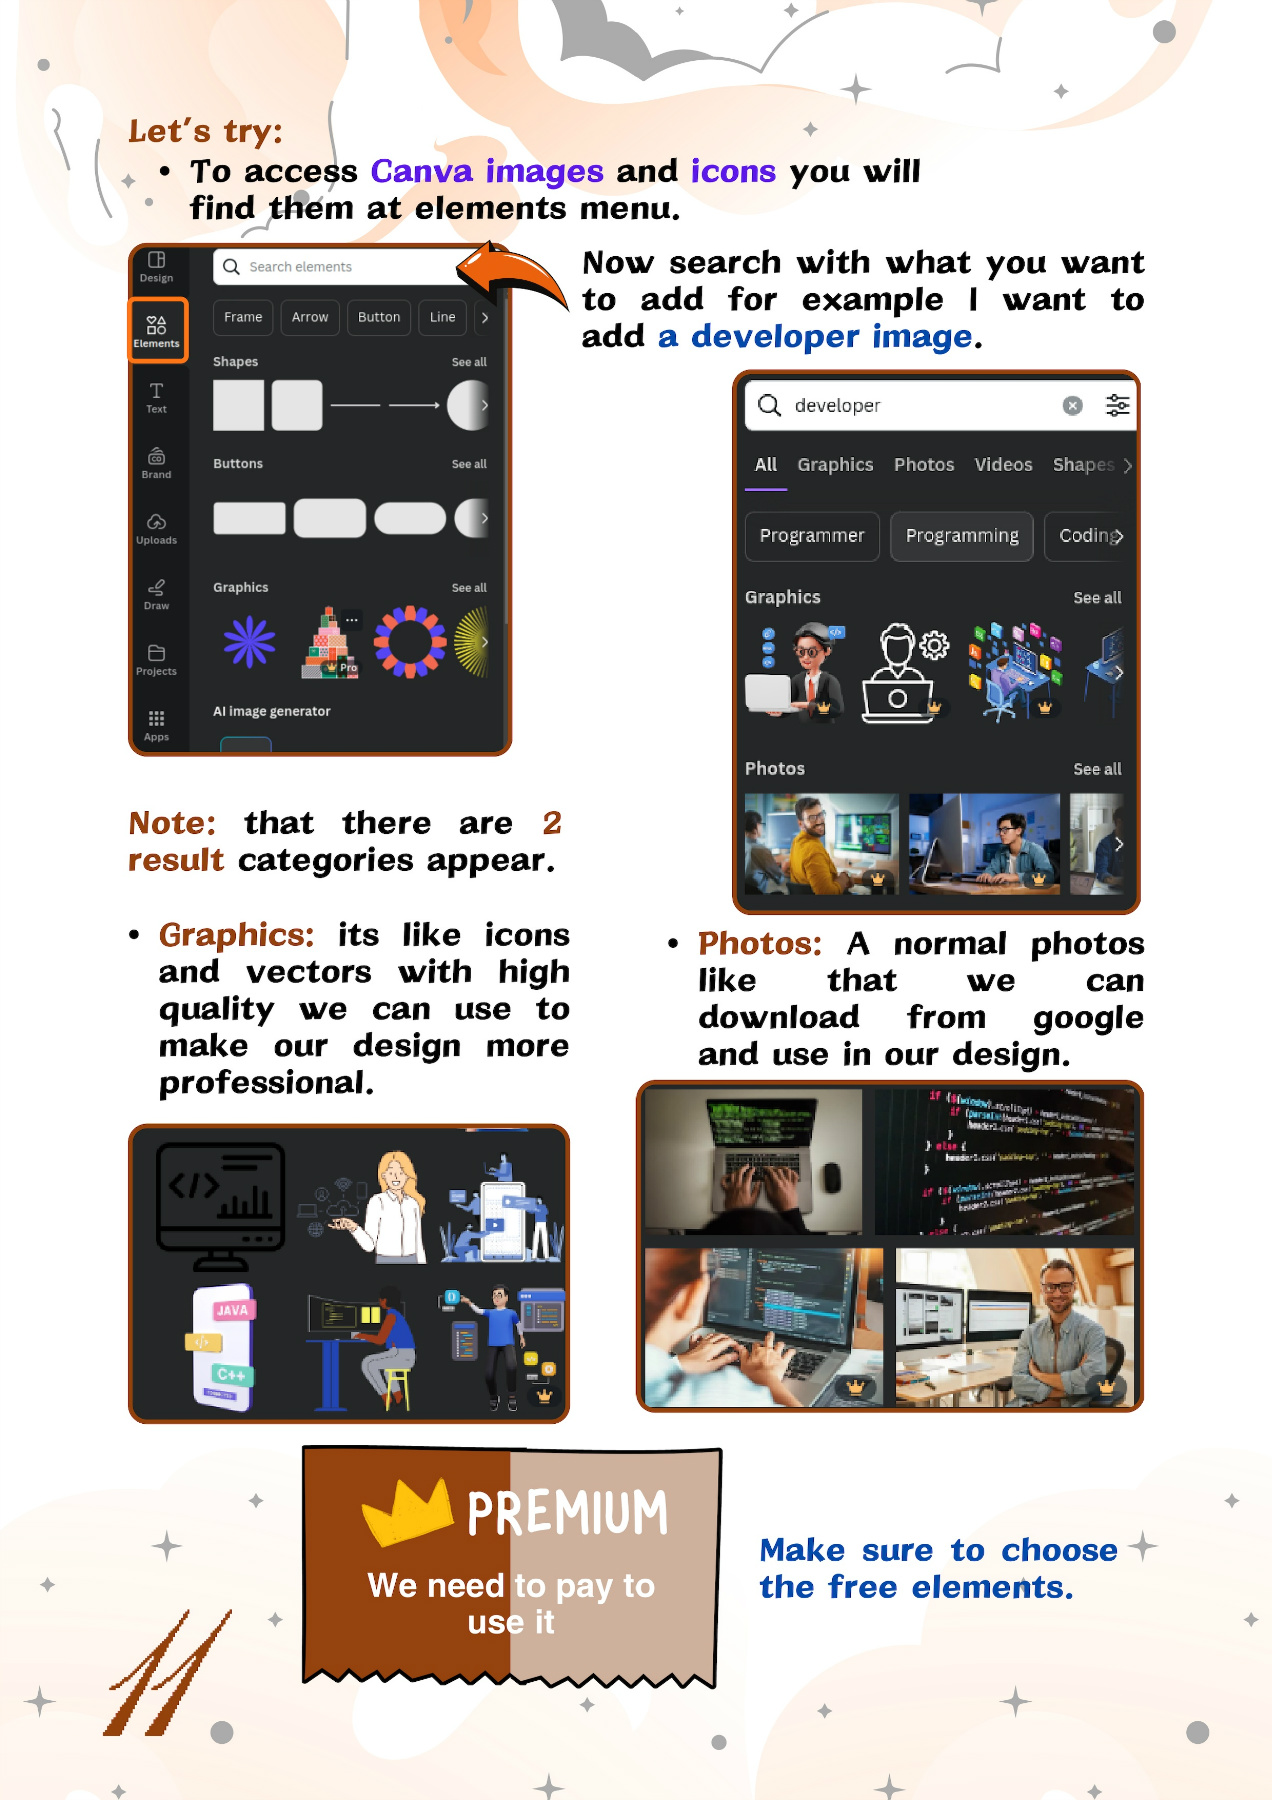 Let's try:
• To access Canva images and icons you will
find them at elements menu.
Design
Elements
Text
Brand
Uploads
Draw
Projects
Apps
Search elements
Frame Arrow Button Line
Shapes See all
Buttons See all
Graphics See all
Pro
AI image generator
Now search with what you want
to add for example I want to
add a developer image.
developer
All Graphics Photos Videos Shapes
Programmer Programming Coding
Graphics See all
Photos See all
Note: that there are 2
result categories appear.
• Graphics: its like icons
and vectors with high
quality we can use to
make our design more
professional.
• Photos: A normal photos
like that we can
download from google
and use in our design.
</>
JAVA
</>
C++
} else {
PREMIUM
We need to pay to
use it
Make sure to choose
the free elements.
11